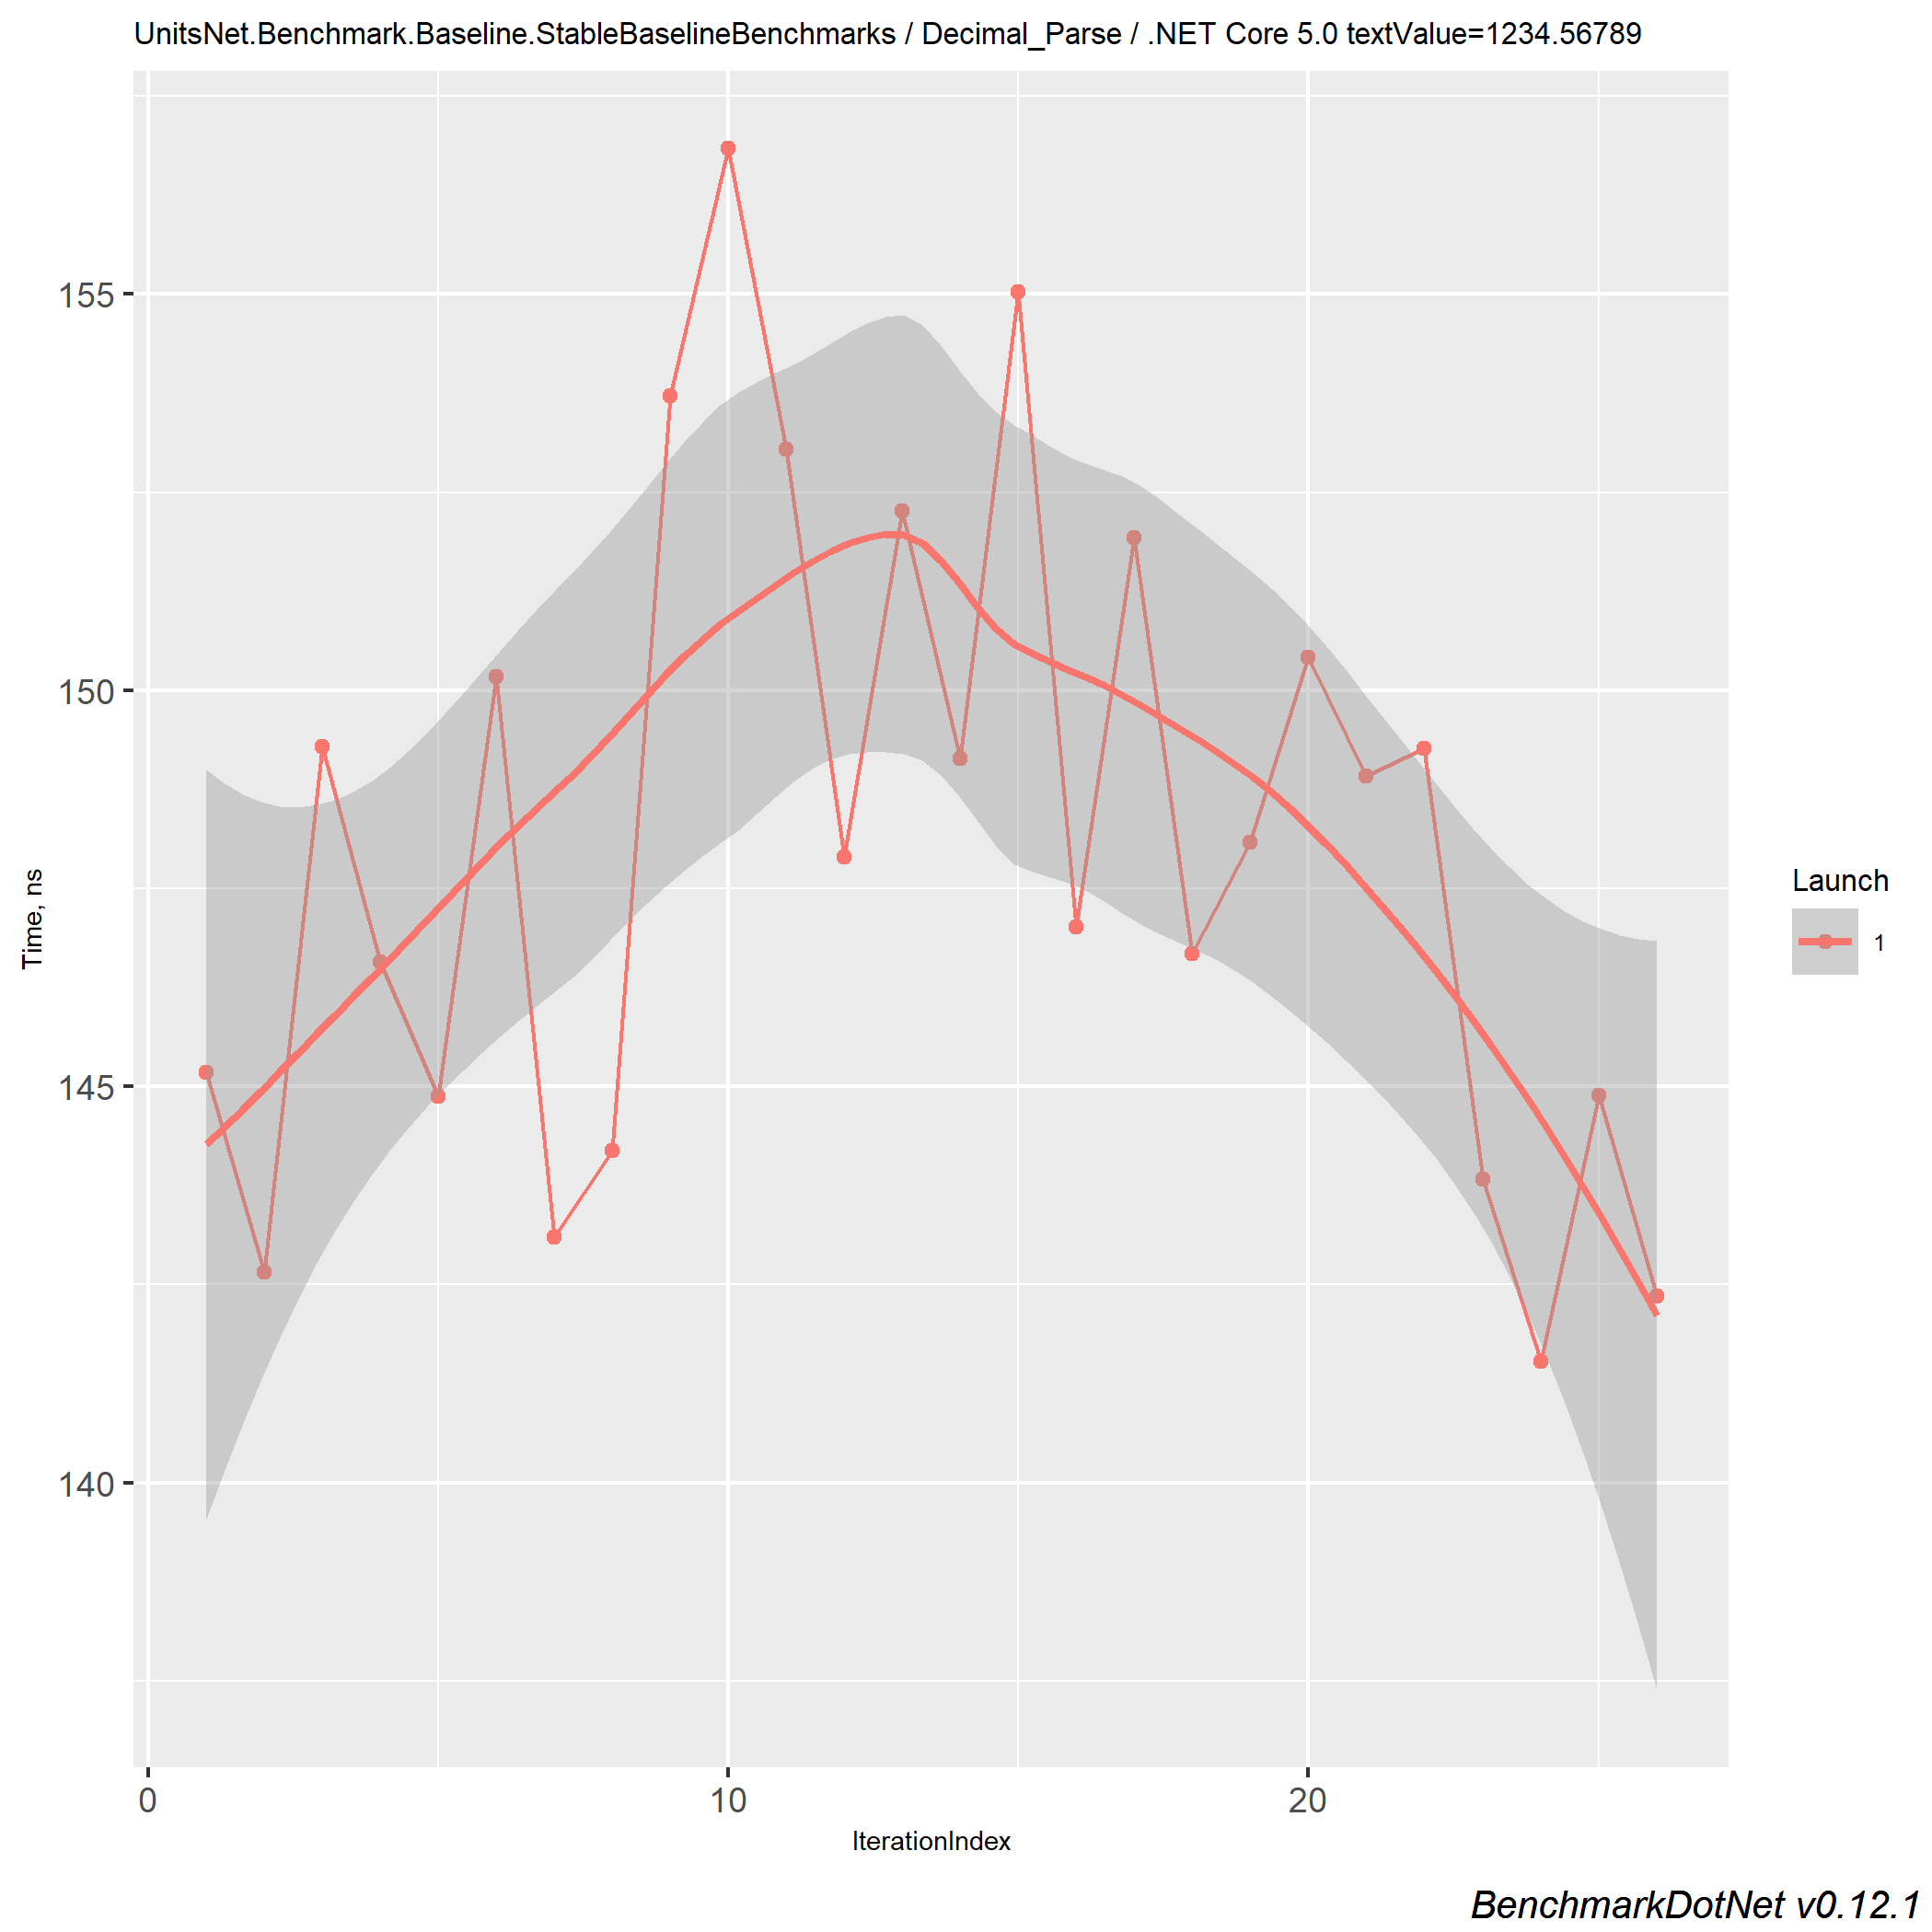 UnitsNet.Benchmark.Baseline.StableBaselineBenchmarks / Decimal_Parse / .NET Core 5.0 textValue=1234.56789
155
150
145
140
Time, ns
0 10 20
IterationIndex
Launch
1
BenchmarkDotNet v0.12.1